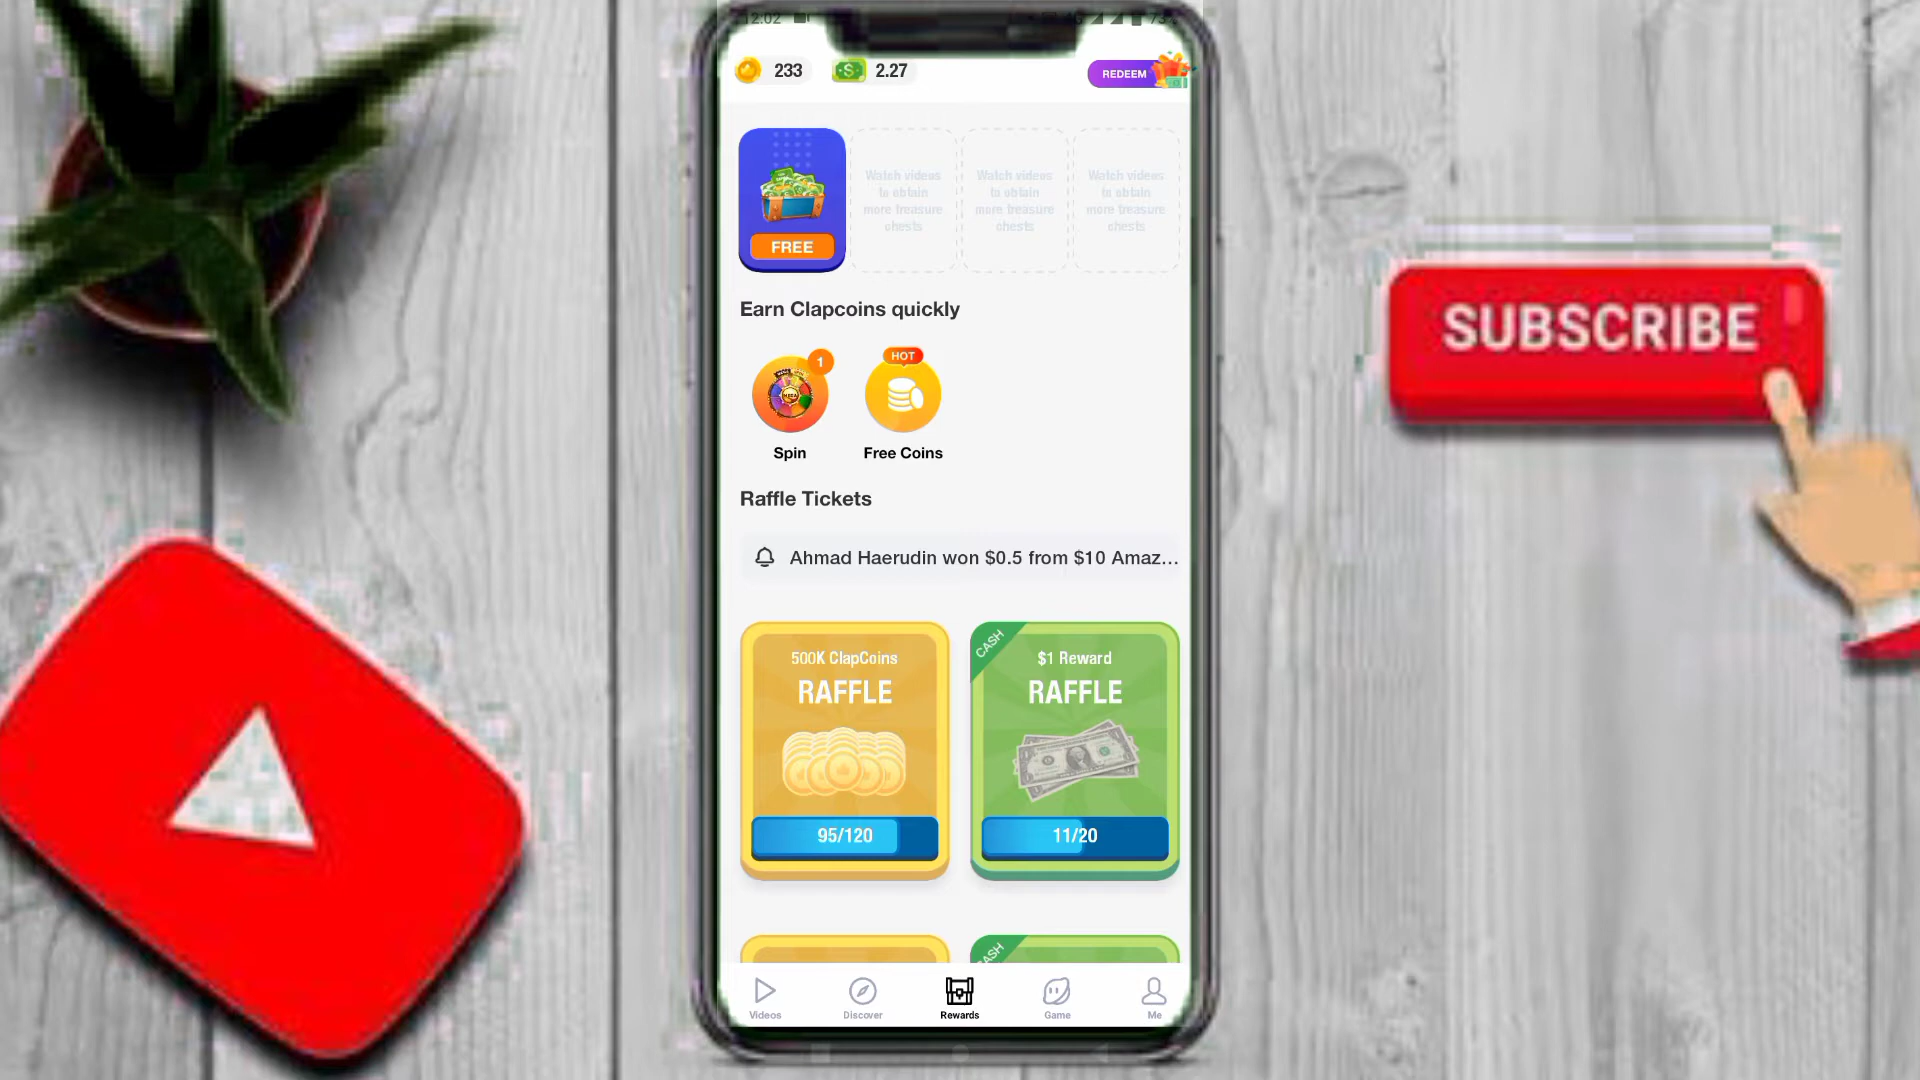 12:02
233
2.27
REDEEM
FREE
Watch videos
to obtain
more treasure
chests
Watch videos
to obtain
more treasure
chests
Watch videos
to obtain
more treasure
chests
Earn Clapcoins quickly
1
HOT
Spin
Free Coins
Raffle Tickets
Ahmad Haerudin won $0.5 from $10 Amaz...
500K ClapCoins
RAFFLE
95/120
CASH
$1 Reward
RAFFLE
11/20
CASH
Videos
Discover
Rewards
Game
Me
SUBSCRIBE